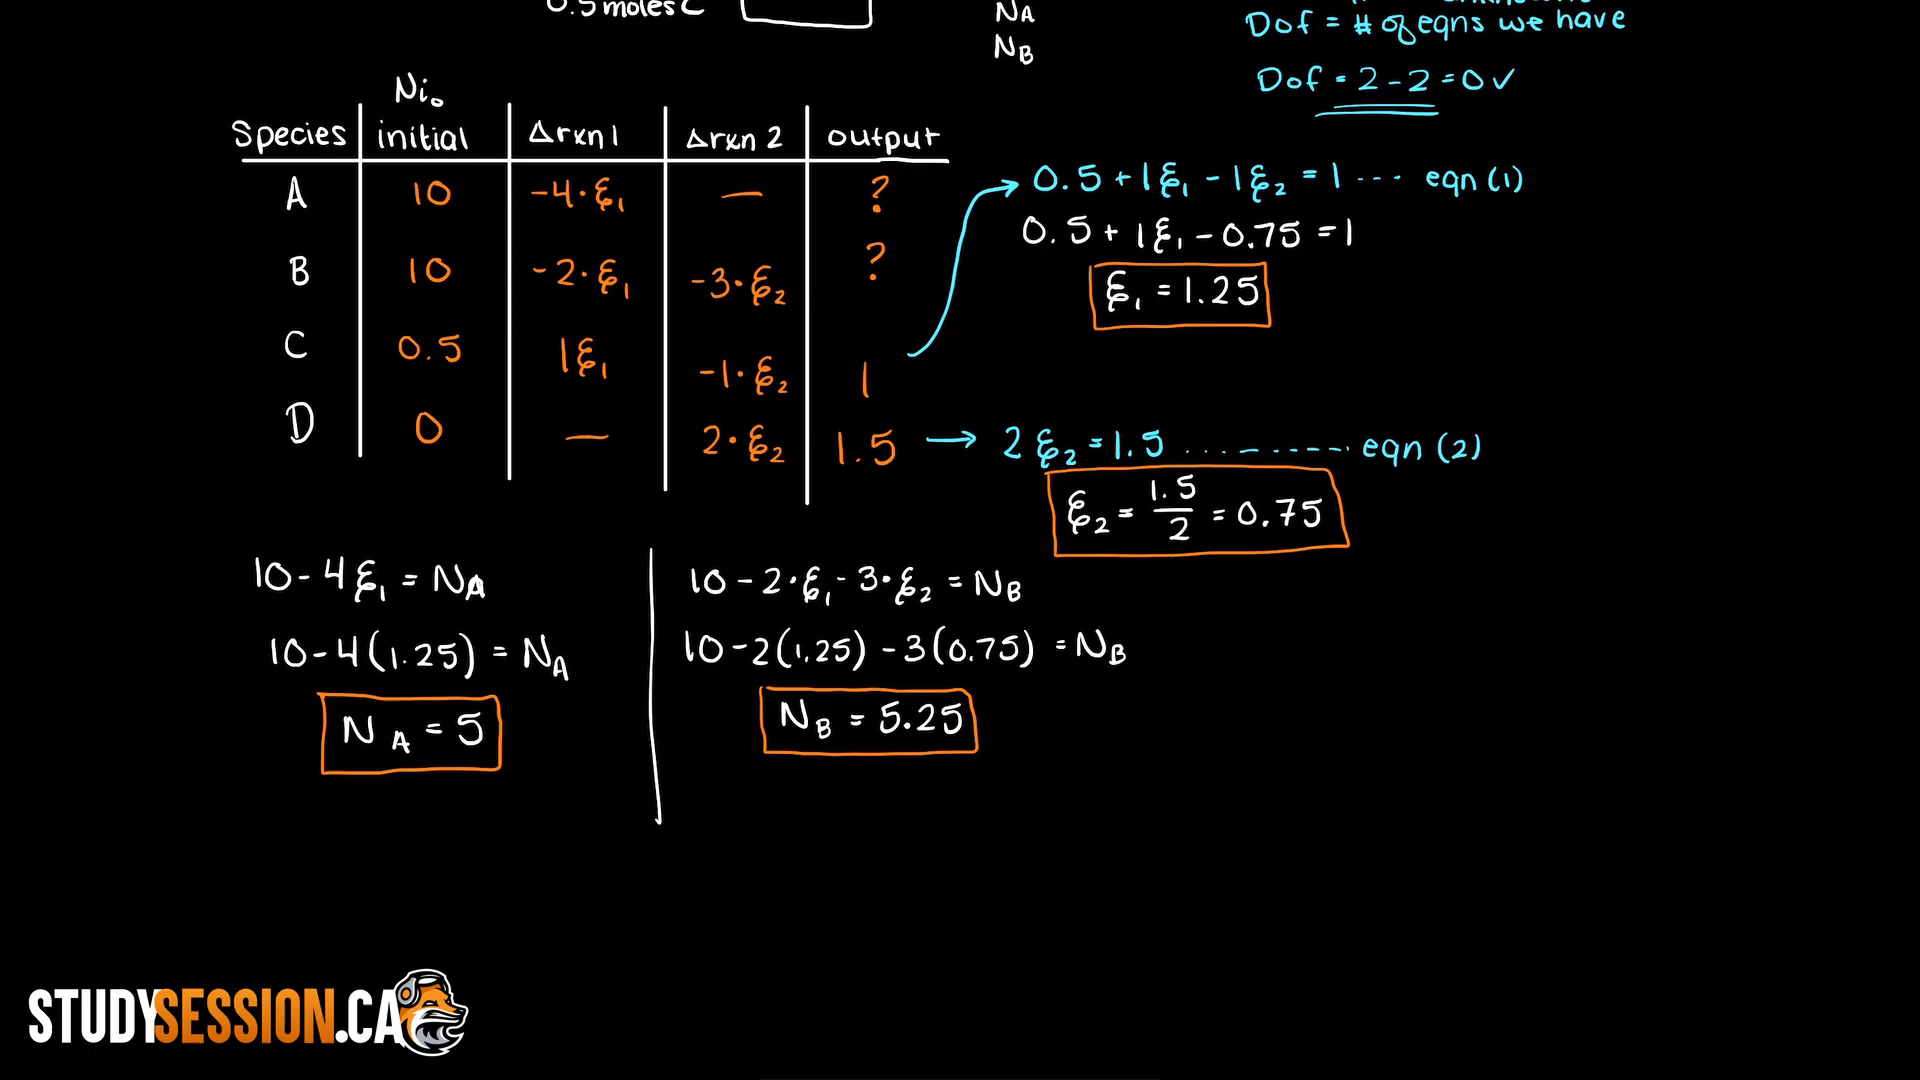 0.5 moles C
NA
NB
Dof = # of eqns we have
Dof = 2 - 2 = 0 ✓
Ni₀
Species initial Δrxn 1 Δrxn 2 output
A 10 -4·ξ₁ — ?
B 10 -2·ξ₁ -3·ξ₂ ?
C 0.5 1ξ₁ -1·ξ₂ 1
D 0 — 2·ξ₂ 1.5
0.5 + 1ξ₁ - 1ξ₂ = 1 ... eqn (1)
0.5 + 1ξ₁ - 0.75 = 1
ξ₁ = 1.25
2ξ₂ = 1.5 .......... eqn (2)
ξ₂ = 1.5/2 = 0.75
10 - 4ξ₁ = NA
10 - 4(1.25) = NA
NA = 5
10 - 2·ξ₁ - 3·ξ₂ = NB
10 - 2(1.25) - 3(0.75) = NB
NB = 5.25
STUDYSESSION.CA